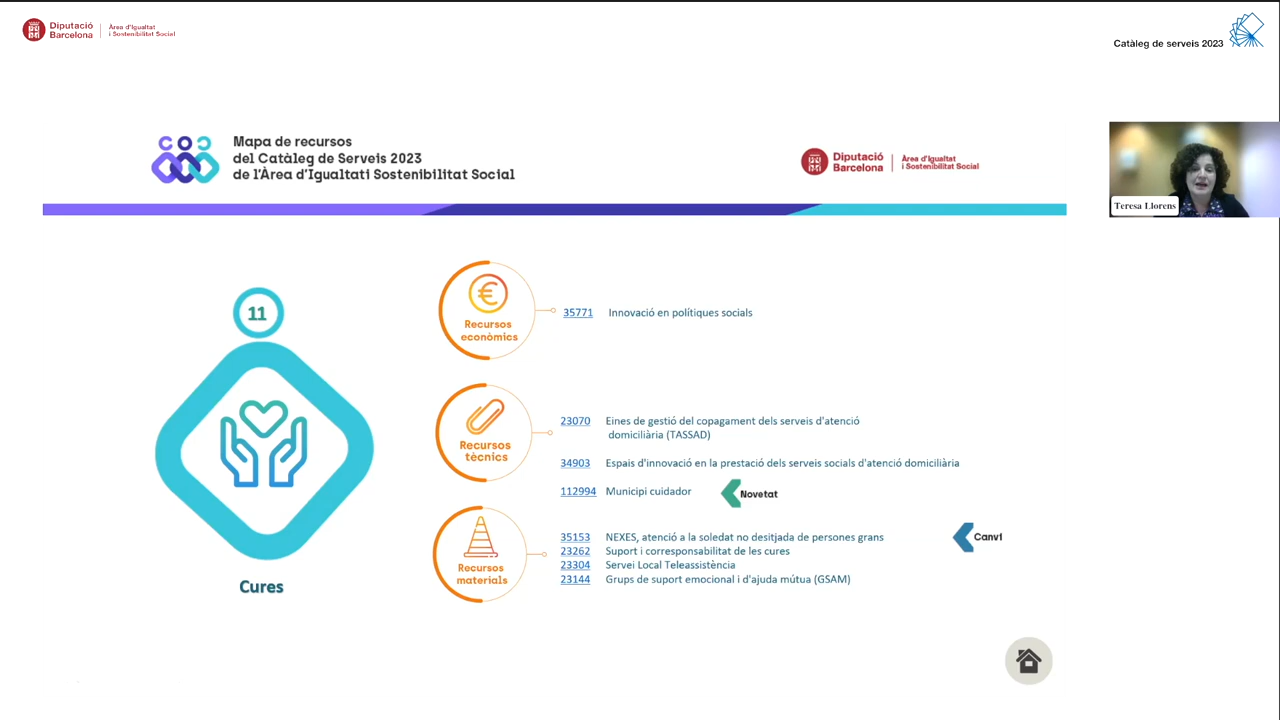 Diputació
Barcelona
Àrea d'Igualtat
i Sostenibilitat Social
Catàleg de serveis 2023
Mapa de recursos
del Catàleg de Serveis 2023
de l'Àrea d'Igualtati Sostenibilitat Social
Diputació
Barcelona
Àrea d'Igualtat
i Sostenibilitat Social
Teresa Llorens
11
Cures
Recursos
econòmics
35771 Innovació en polítiques socials
Recursos
tècnics
23070 Eines de gestió del copagament dels serveis d'atenció
domiciliària (TASSAD)
34903 Espais d'innovació en la prestació dels serveis socials d'atenció domiciliària
112994 Municipi cuidador
Novetat
Recursos
materials
35153 NEXES, atenció a la soledat no desitjada de persones grans
Canvi
23262 Suport i corresponsabilitat de les cures
23304 Servei Local Teleassistència
23144 Grups de suport emocional i d'ajuda mútua (GSAM)